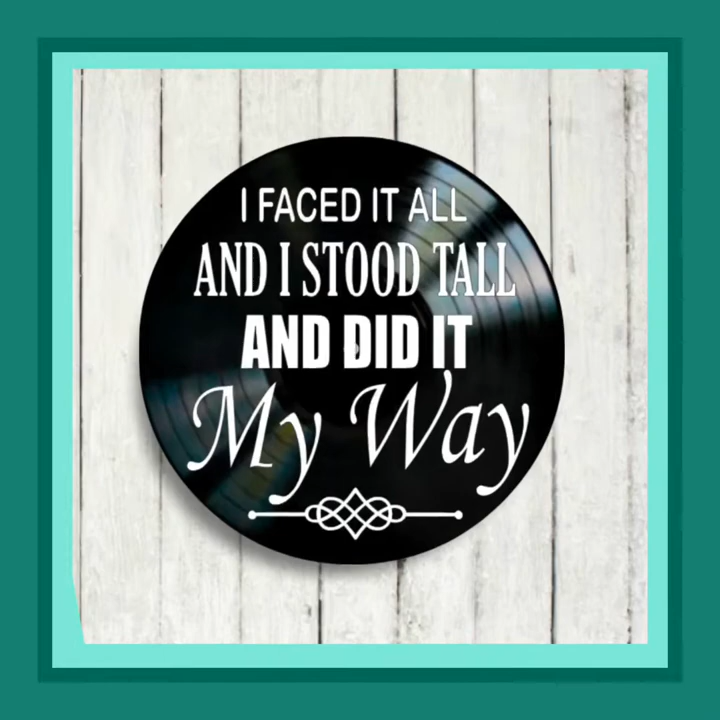 I FACED IT ALL
AND I STOOD TALL
AND DID IT
My Way